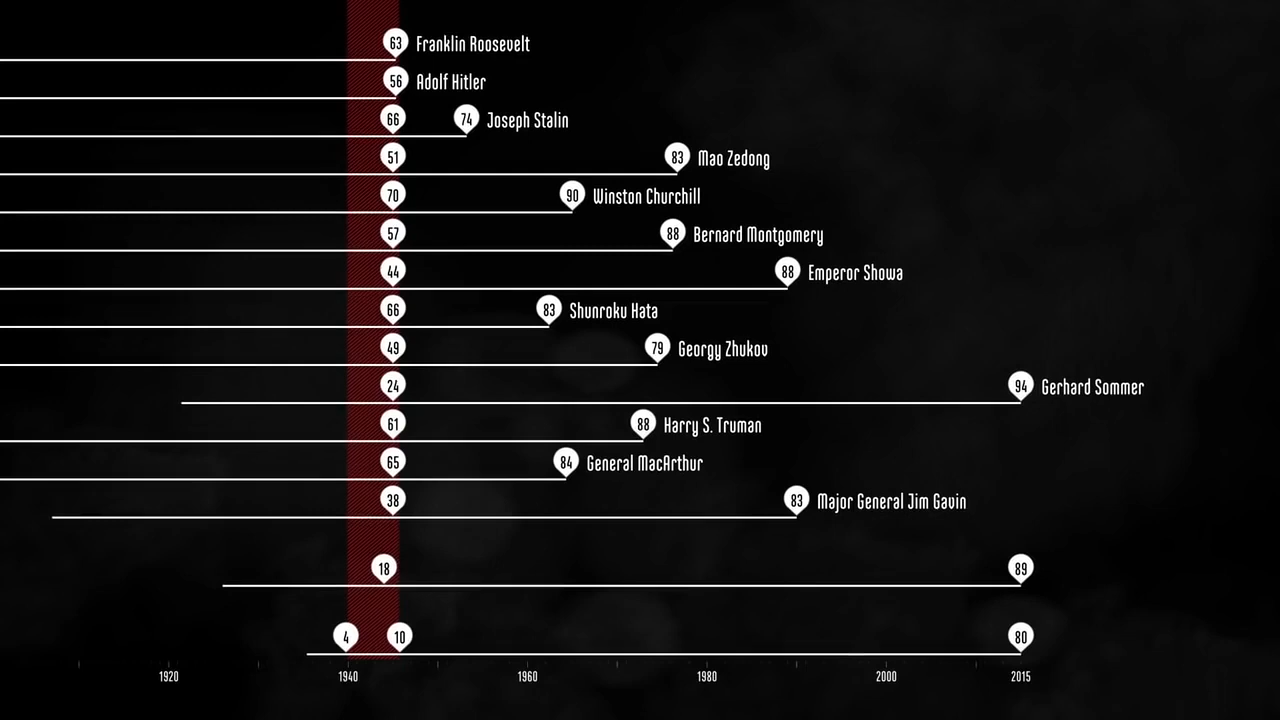 63 Franklin Roosevelt
56 Adolf Hitler
66 74 Joseph Stalin
51 83 Mao Zedong
70 90 Winston Churchill
57 88 Bernard Montgomery
44 88 Emperor Showa
66 83 Shunroku Hata
49 79 Georgy Zhukov
24 94 Gerhard Sommer
61 88 Harry S. Truman
65 84 General MacArthur
38 83 Major General Jim Gavin
18 89
4 10 80
1920 1940 1960 1980 2000 2015